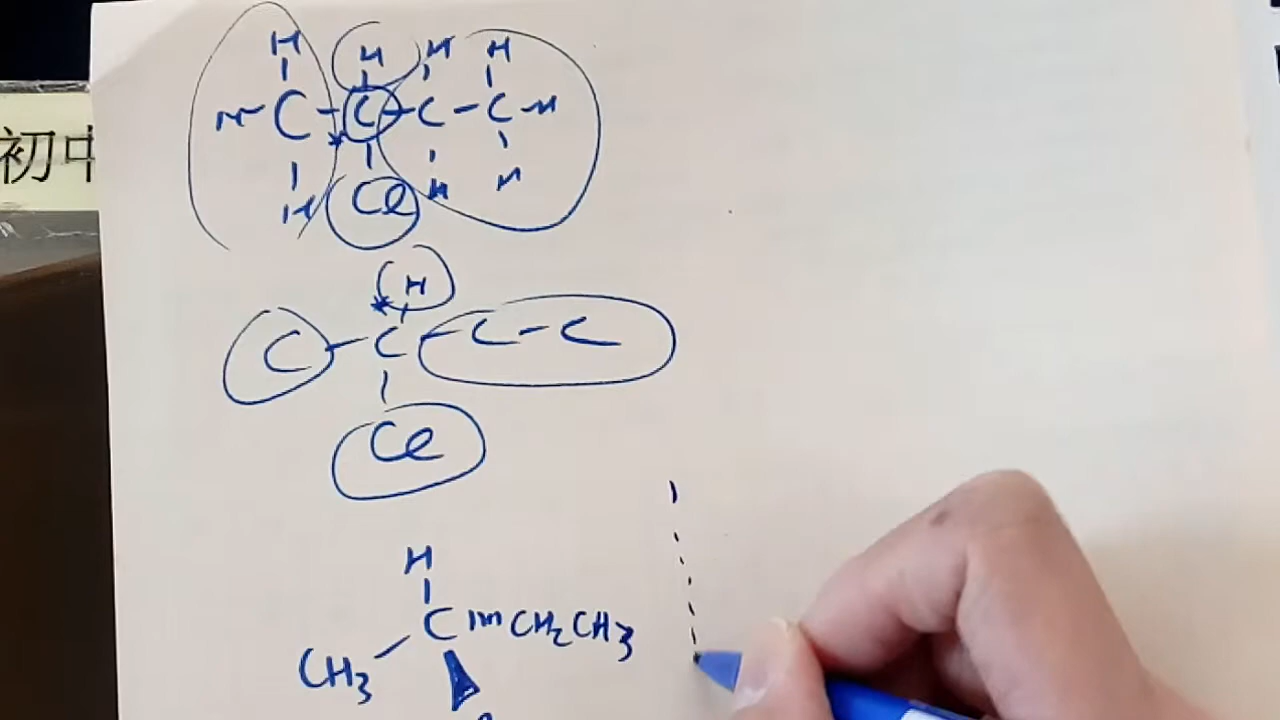 初中
H H H H
H-C-C-C-C-H
H Cl H H
H
C-C-C-C
Cl
H
C CH2CH3
CH3